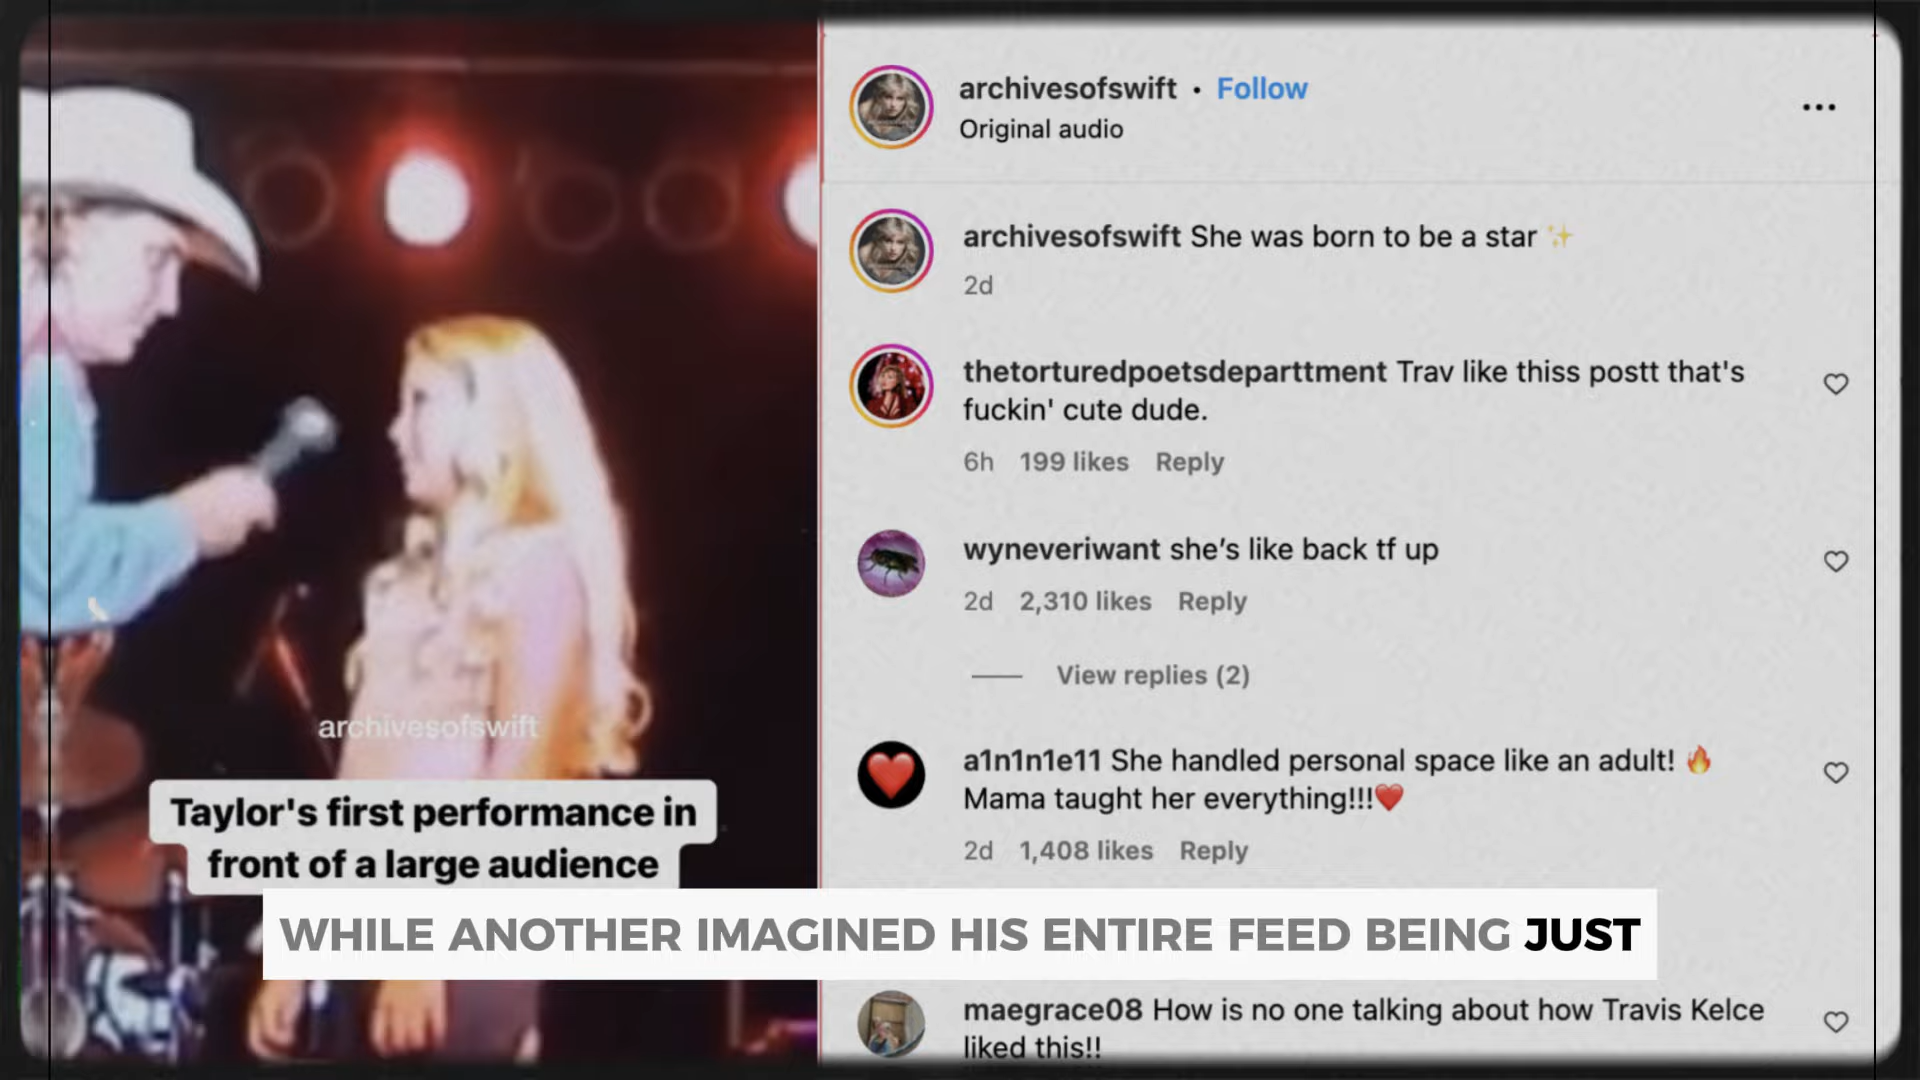 archivesofswift • Follow
Original audio
archivesofswift She was born to be a star ✨
2d
thetorturedpoetsdeparttment Trav like thiss postt that's
fuckin' cute dude.
6h 199 likes Reply
wyneveriwant she’s like back tf up
2d 2,310 likes Reply
View replies (2)
a1n1n1e11 She handled personal space like an adult! 🔥
Mama taught her everything!!!❤️
2d 1,408 likes Reply
maegrace08 How is no one talking about how Travis Kelce
liked this!!
archivesofswift
Taylor's first performance in
front of a large audience
WHILE ANOTHER IMAGINED HIS ENTIRE FEED BEING JUST